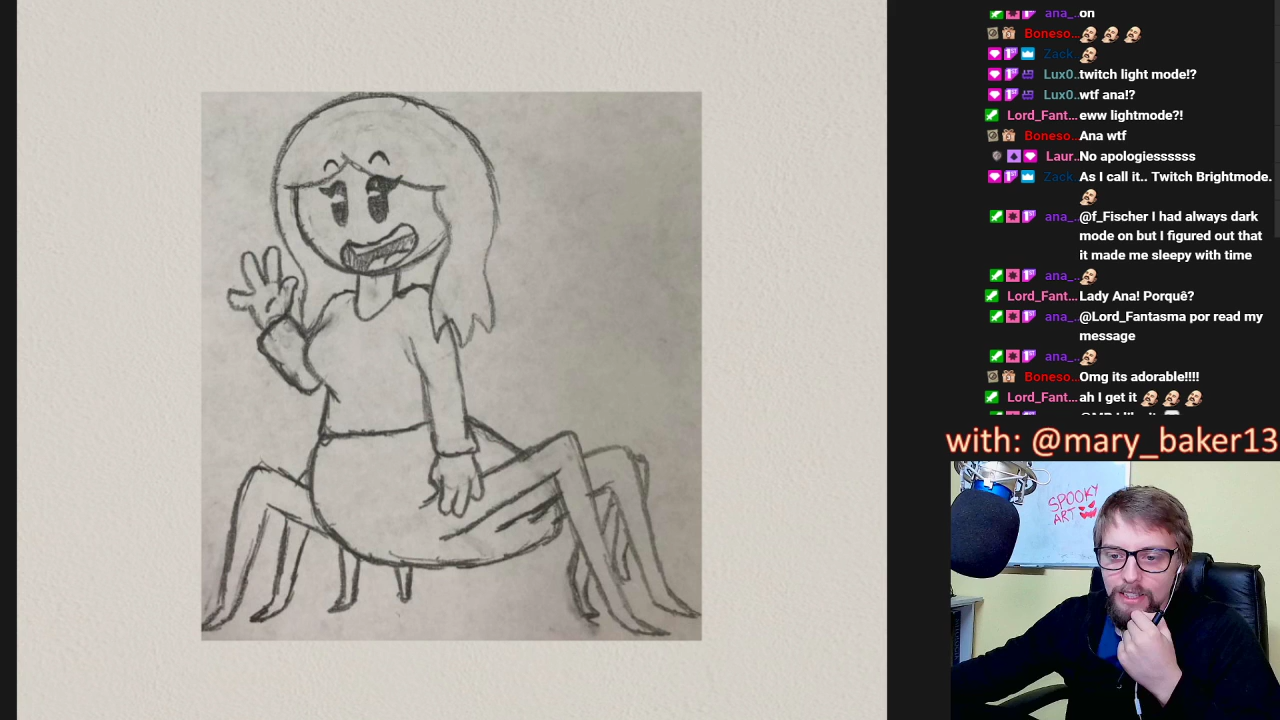 ana_..on
Boneso...
Zack.
Lux0..twitch light mode!?
Lux0..wtf ana!?
Lord_Fant...eww lightmode?!
Boneso...Ana wtf
Laur..No apologiessssss
Zack.As I call it.. Twitch Brightmode.
ana_..@f_Fischer I had always dark
mode on but I figured out that
it made me sleepy with time
ana_..
Lord_Fant...Lady Ana! Porquê?
ana_..@Lord_Fantasma por read my
message
ana_..
Boneso...Omg its adorable!!!!
Lord_Fant...ah I get it
with: @mary_baker13
SPOOKY
ART